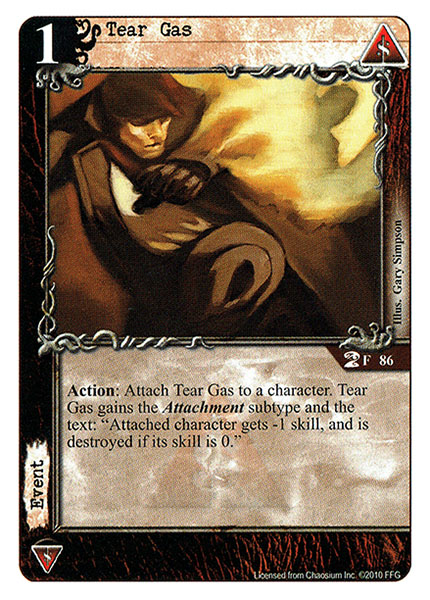 1
Tear Gas
Illus. Gary Simpson
F 86
Action: Attach Tear Gas to a character. Tear
Gas gains the Attachment subtype and the
text: “Attached character gets -1 skill, and is
destroyed if its skill is 0.”
Event
Licensed from Chaosium Inc. ©2010 FFG